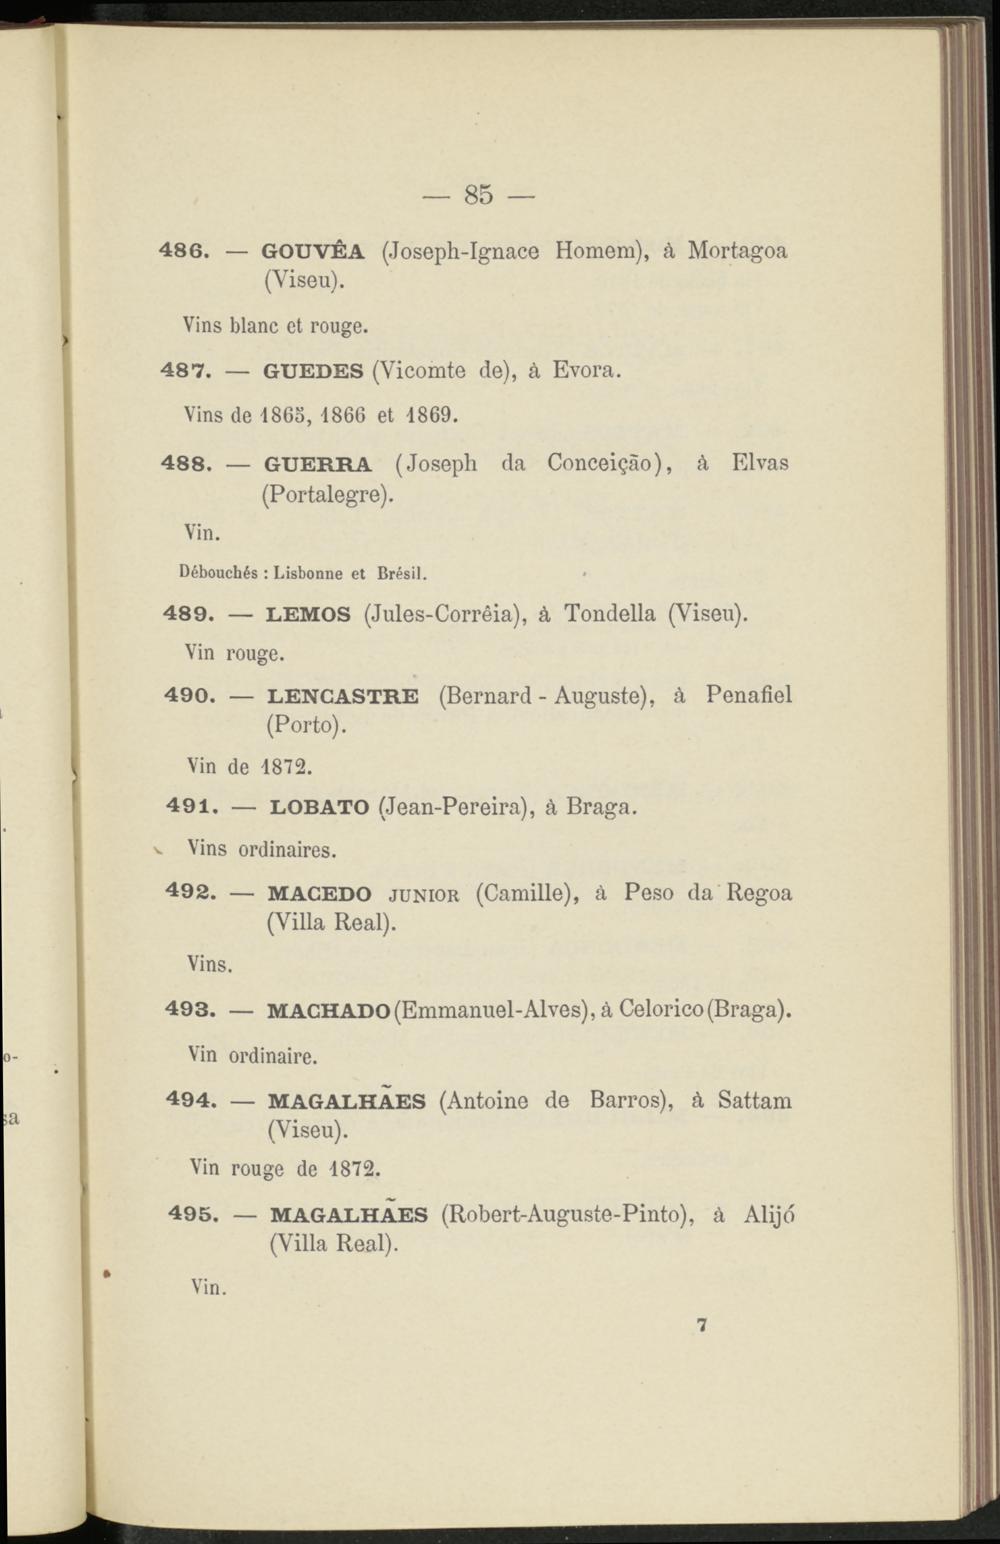 — 85 —
486. — GOUVÊA (Joseph-Ignace Homem), à Mortagoa
(Viseu).
Vins blanc et rouge.
487. — GUEDES (Vicomte de), à Evora.
Vins de 1865, 1866 et 1869.
488. — GUERRA (Joseph da Conceição), à Elvas
(Portalegre).
Vin.
Débouchés : Lisbonne et Brésil.
489. — LEMOS (Jules-Corrêia), à Tondella (Viseu).
Vin rouge.
490. — LENCASTRE (Bernard - Auguste), à Penafiel
(Porto).
Vin de 1872.
491. — LOBATO (Jean-Pereira), à Braga.
Vins ordinaires.
492. — MACEDO JUNIOR (Camille), à Peso da Regoa
(Villa Real).
Vins.
493. — MACHADO (Emmanuel-Alves), à Celorico (Braga).
Vin ordinaire.
494. — MAGALHÃES (Antoine de Barros), à Sattam
(Viseu).
Vin rouge de 1872.
495. — MAGALHÃES (Robert-Auguste-Pinto), à Alijó
(Villa Real).
Vin.
7